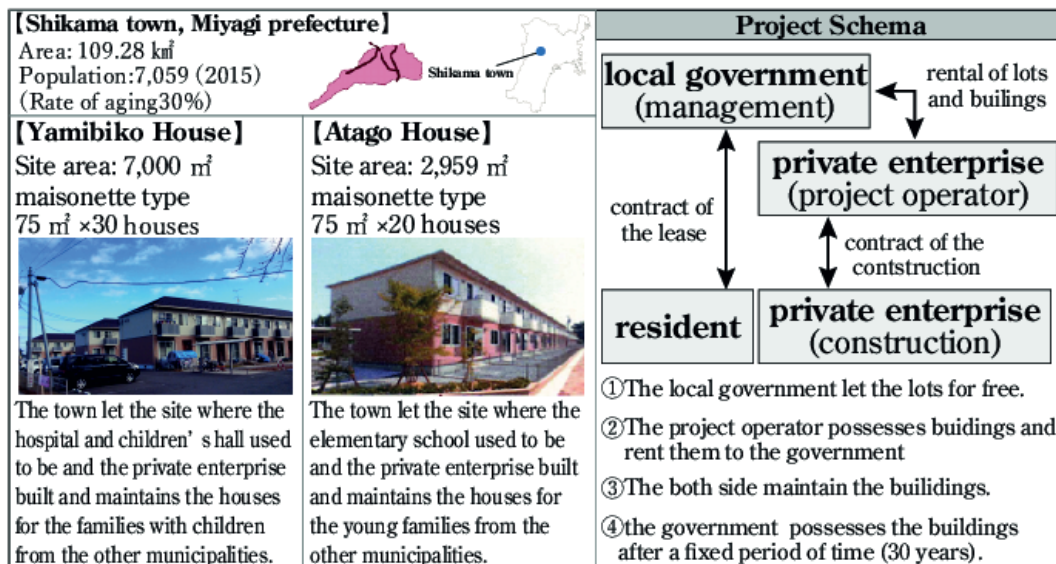 【Shikama town, Miyagi prefecture】
Area: 109.28 k㎡
Population:7,059 (2015)
(Rate of aging30%)
Shikama town
【Yamibiko House】
Site area: 7,000 ㎡
maisonette type
75 ㎡ ×30 houses
The town let the site where the
hospital and children's hall used
to be and the private enterprise
built and maintains the houses
for the families with children
from the other municipalities.
【Atago House】
Site area: 2,959 ㎡
maisonette type
75 ㎡ ×20 houses
The town let the site where the
elementary school used to be
and the private enterprise built
and maintains the houses for
the young families from the
other municipalities.
Project Schema
local government
(management)
rental of lots
and builings
private enterprise
(project operator)
contract of
the lease
contract of the
contstruction
resident
private enterprise
(construction)
①The local government let the lots for free.
②The project operator possesses buidings and
rent them to the government
③The both side maintain the builidings.
④the government possesses the buildings
after a fixed period of time (30 years).